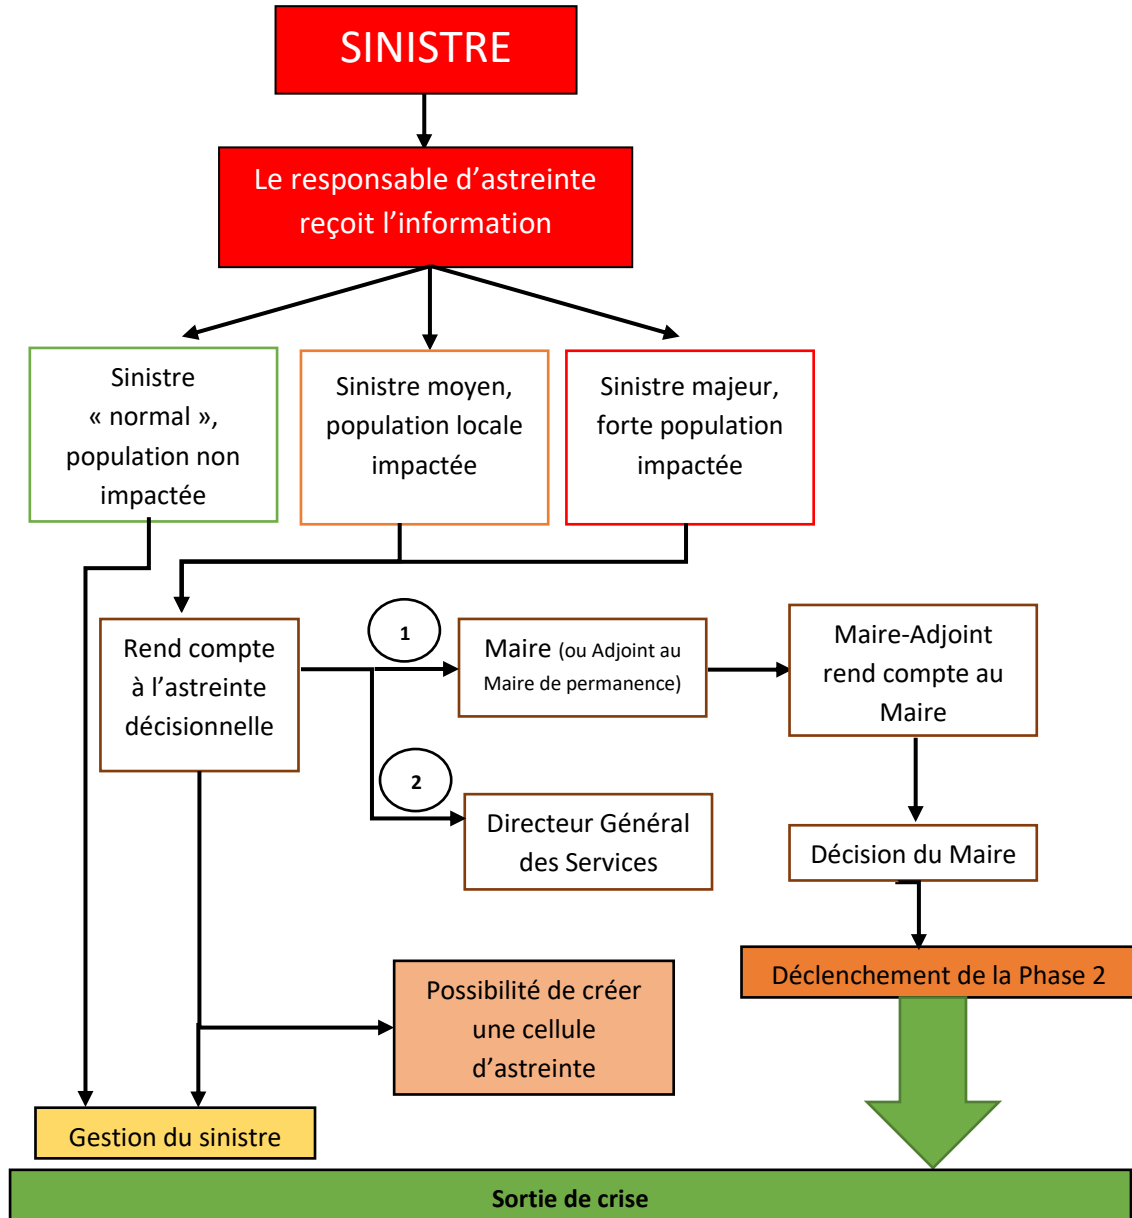 SINISTRE
Le responsable d’astreinte
reçoit l’information
Sinistre
« normal »,
population non
impactée
Sinistre moyen,
population locale
impactée
Sinistre majeur,
forte population
impactée
Rend compte
à l’astreinte
décisionnelle
1
Maire (ou Adjoint au
Maire de permanence)
Maire-Adjoint
rend compte au
Maire
2
Directeur Général
des Services
Décision du Maire
Déclenchement de la Phase 2
Possibilité de créer
une cellule
d’astreinte
Gestion du sinistre
Sortie de crise